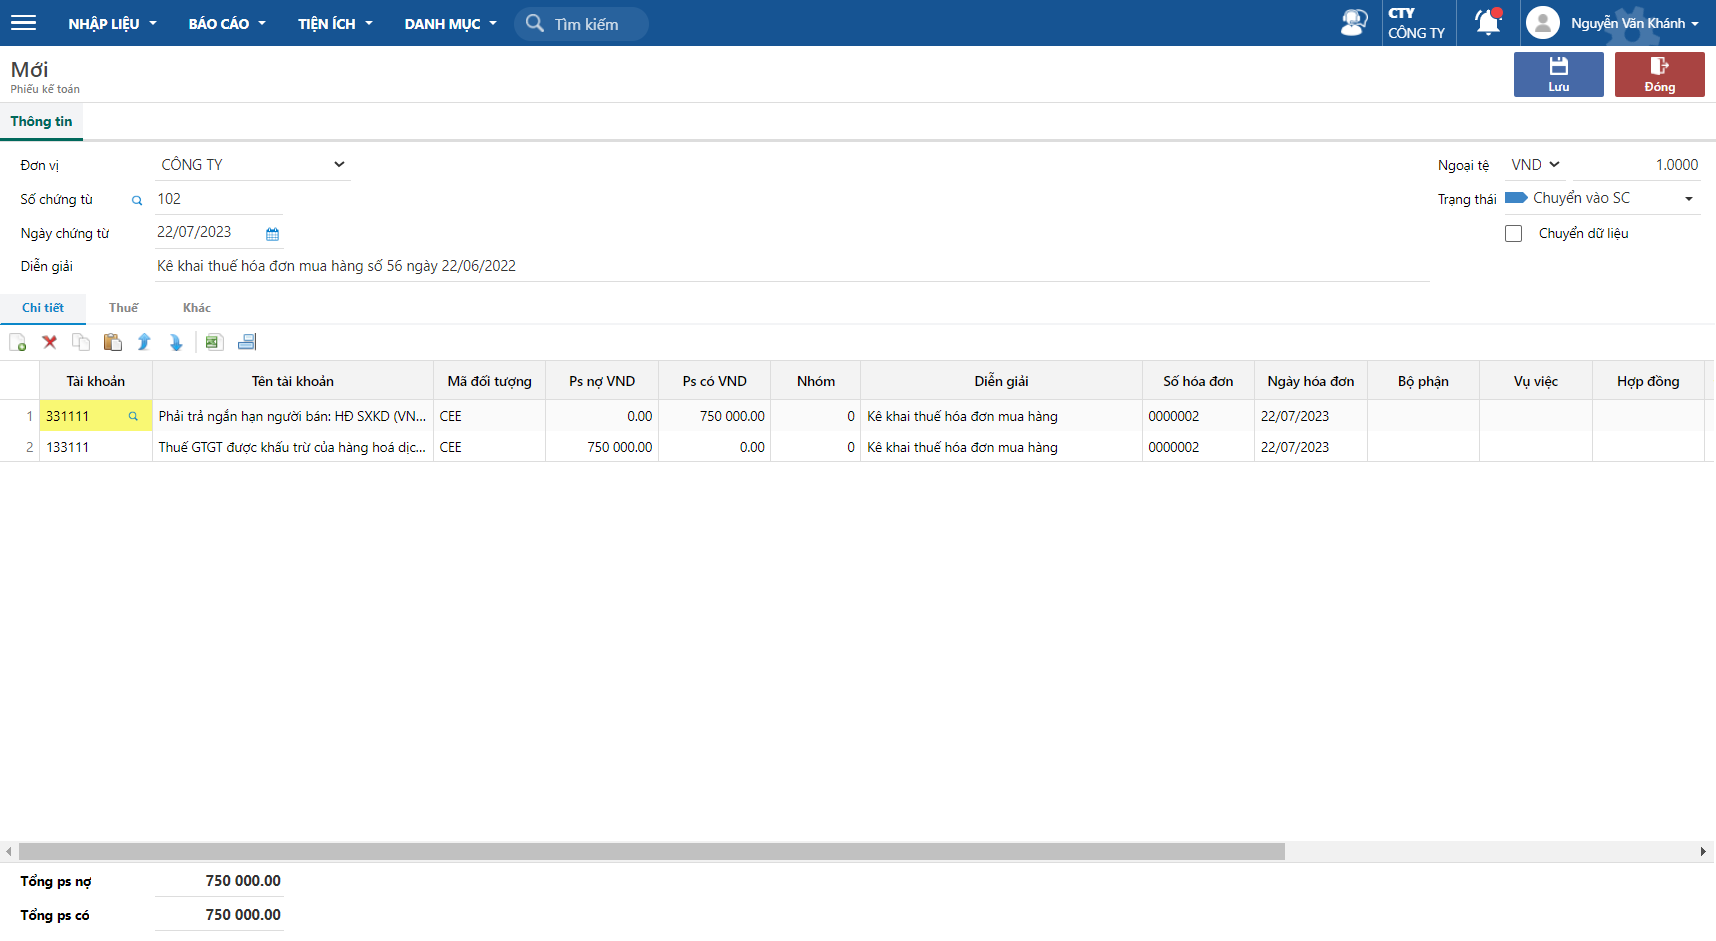 NHẬP LIỆU BÁO CÁO TIỆN ÍCH DANH MỤC Tìm kiếm CTY Nguyễn Văn Khánh
CÔNG TY
Mới
Phiếu kế toán
Lưu Đóng
Thông tin
Đơn vị CÔNG TY Ngoại tệ VND 1.0000
Số chứng từ 102 Trạng thái Chuyển vào SC
Ngày chứng từ 22/07/2023 Chuyển dữ liệu
Diễn giải Kê khai thuế hóa đơn mua hàng số 56 ngày 22/06/2022
Chi tiết Thuế Khác
Tài khoản Tên tài khoản Mã đối tượng Ps nợ VND Ps có VND Nhóm Diễn giải Số hóa đơn Ngày hóa đơn Bộ phận Vụ việc Hợp đồng
1 331111 Phải trả ngắn hạn người bán: HĐ SXKD (VN... CEE 0.00 750 000.00 0 Kê khai thuế hóa đơn mua hàng 0000002 22/07/2023
2 133111 Thuế GTGT được khấu trừ của hàng hoá dịc... CEE 750 000.00 0.00 0 Kê khai thuế hóa đơn mua hàng 0000002 22/07/2023
Tổng ps nợ 750 000.00
Tổng ps có 750 000.00